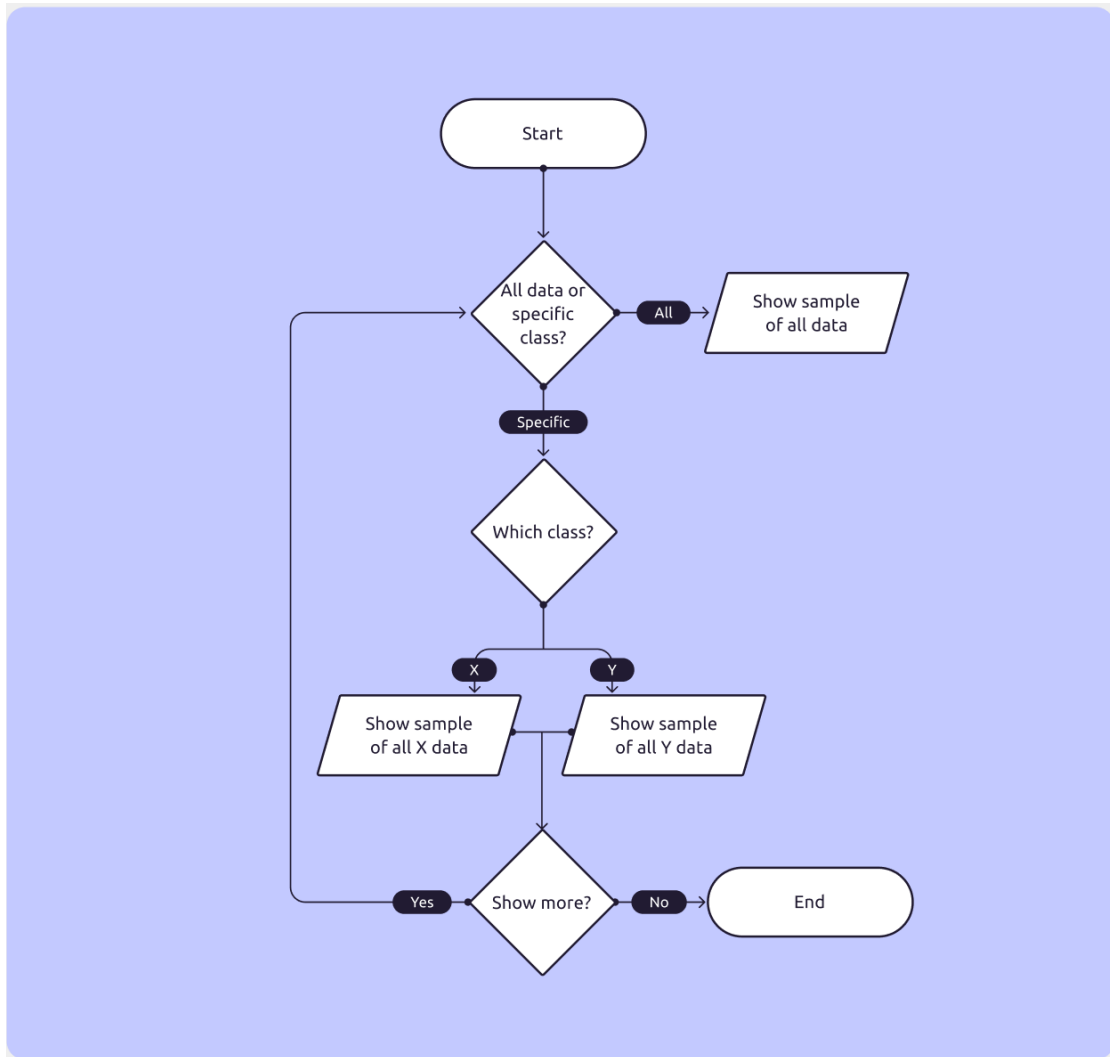 Start
All data or
specific
class?
All
Show sample
of all data
Specific
Which class?
X
Y
Show sample
of all X data
Show sample
of all Y data
Yes
Show more?
No
End